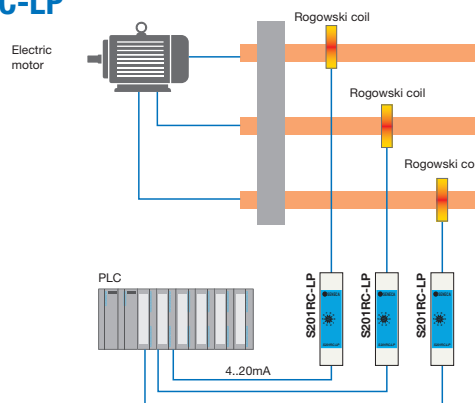 C-LP
Rogowski coil
Electric
motor
Rogowski coil
Rogowski co
PLC
S201RC-LP
S201RC-LP
S201RC-LP
4..20mA